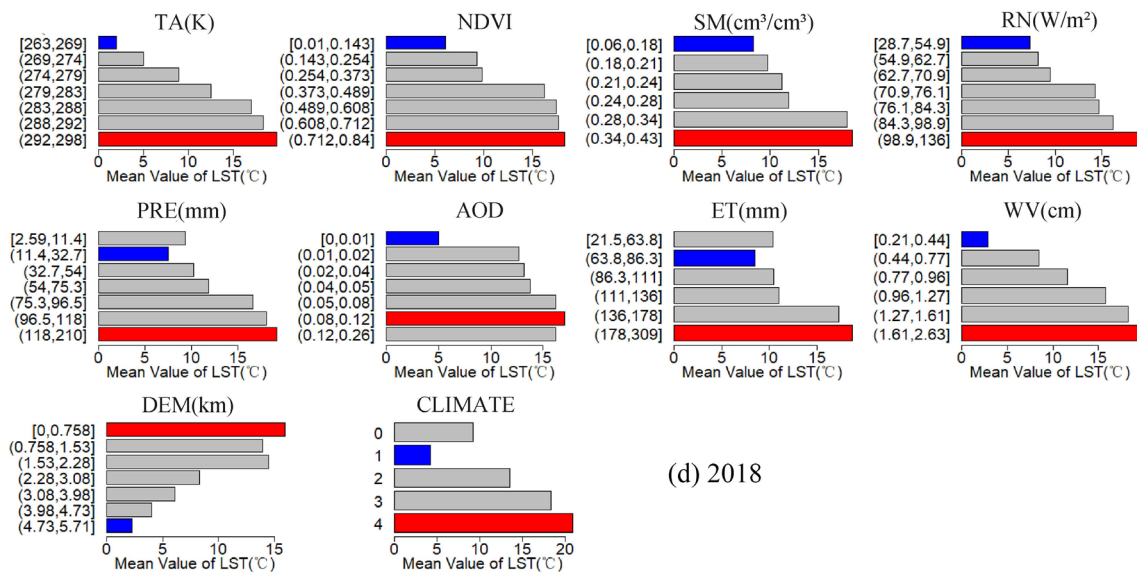 TA(K)
[263,269]
(269,274]
(274,279]
(279,283]
(283,288]
(288,292]
(292,298]
0 5 10 15
Mean Value of LST(℃)
NDVI
[0.01,0.143]
(0.143,0.254]
(0.254,0.373]
(0.373,0.489]
(0.489,0.608]
(0.608,0.712]
(0.712,0.84]
0 5 10 15
Mean Value of LST(℃)
SM(cm³/cm³)
[0.06,0.18]
(0.18,0.21]
(0.21,0.24]
(0.24,0.28]
(0.28,0.34]
(0.34,0.43]
0 5 10 15
Mean Value of LST(℃)
RN(W/m²)
[28.7,54.9]
(54.9,62.7]
(62.7,70.9]
(70.9,76.1]
(76.1,84.3]
(84.3,98.9]
(98.9,136]
0 5 10 15
Mean Value of LST(℃)
PRE(mm)
[2.59,11.4]
(11.4,32.7]
(32.7,54]
(54,75.3]
(75.3,96.5]
(96.5,118]
(118,210]
0 5 10 15
Mean Value of LST(℃)
AOD
[0,0.01]
(0.01,0.02]
(0.02,0.04]
(0.04,0.05]
(0.05,0.08]
(0.08,0.12]
(0.12,0.26]
0 5 10 15
Mean Value of LST(℃)
ET(mm)
[21.5,63.8]
(63.8,86.3]
(86.3,111]
(111,136]
(136,178]
(178,309]
0 5 10 15
Mean Value of LST(℃)
WV(cm)
[0.21,0.44]
(0.44,0.77]
(0.77,0.96]
(0.96,1.27]
(1.27,1.61]
(1.61,2.63]
0 5 10 15
Mean Value of LST(℃)
DEM(km)
[0,0.758]
(0.758,1.53]
(1.53,2.28]
(2.28,3.08]
(3.08,3.98]
(3.98,4.73]
(4.73,5.71]
0 5 10 15
Mean Value of LST(℃)
CLIMATE
0
1
2
3
4
0 5 10 15 20
Mean Value of LST(℃)
(d) 2018